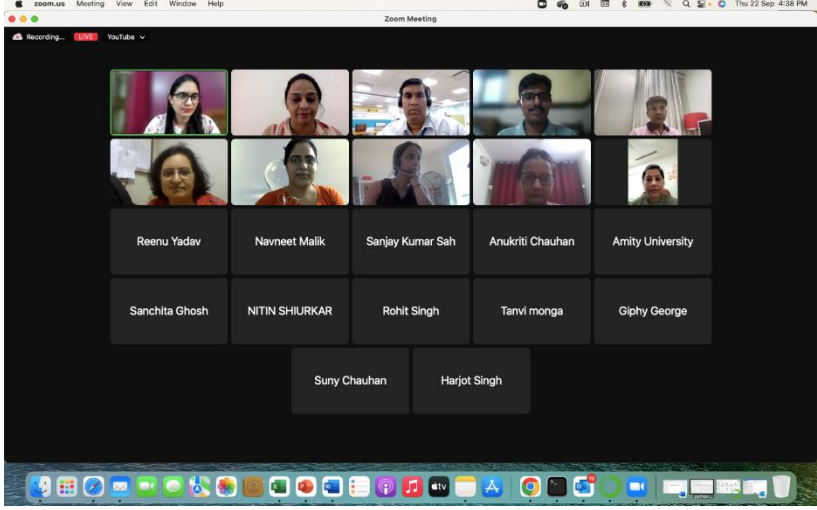 zoom.us Meeting View Edit Window Help Thu 22 Sep 4:38 PM
Zoom Meeting
Recording... LIVE YouTube
Reenu Yadav Navneet Malik Sanjay Kumar Sah Anukriti Chauhan Amity University
Sanchita Ghosh NITIN SHIURKAR Rohit Singh Tanvi monga Giphy George
Suny Chauhan Harjot Singh
tv